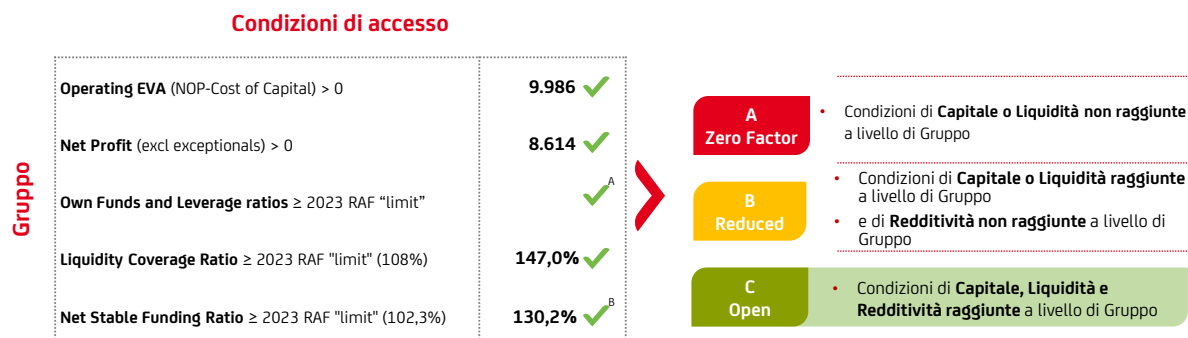 Condizioni di accesso
Gruppo
Operating EVA (NOP-Cost of Capital) > 0
9.986
Net Profit (excl exceptionals) > 0
8.614
Own Funds and Leverage ratios ≥ 2023 RAF “limit”
A
Liquidity Coverage Ratio ≥ 2023 RAF "limit" (108%)
147,0%
Net Stable Funding Ratio ≥ 2023 RAF "limit" (102,3%)
130,2%
B
A
Zero Factor
• Condizioni di Capitale o Liquidità non raggiunte
a livello di Gruppo
B
Reduced
• Condizioni di Capitale o Liquidità raggiunte
a livello di Gruppo
• e di Redditività non raggiunte a livello di
Gruppo
C
Open
• Condizioni di Capitale, Liquidità e
Redditività raggiunte a livello di Gruppo